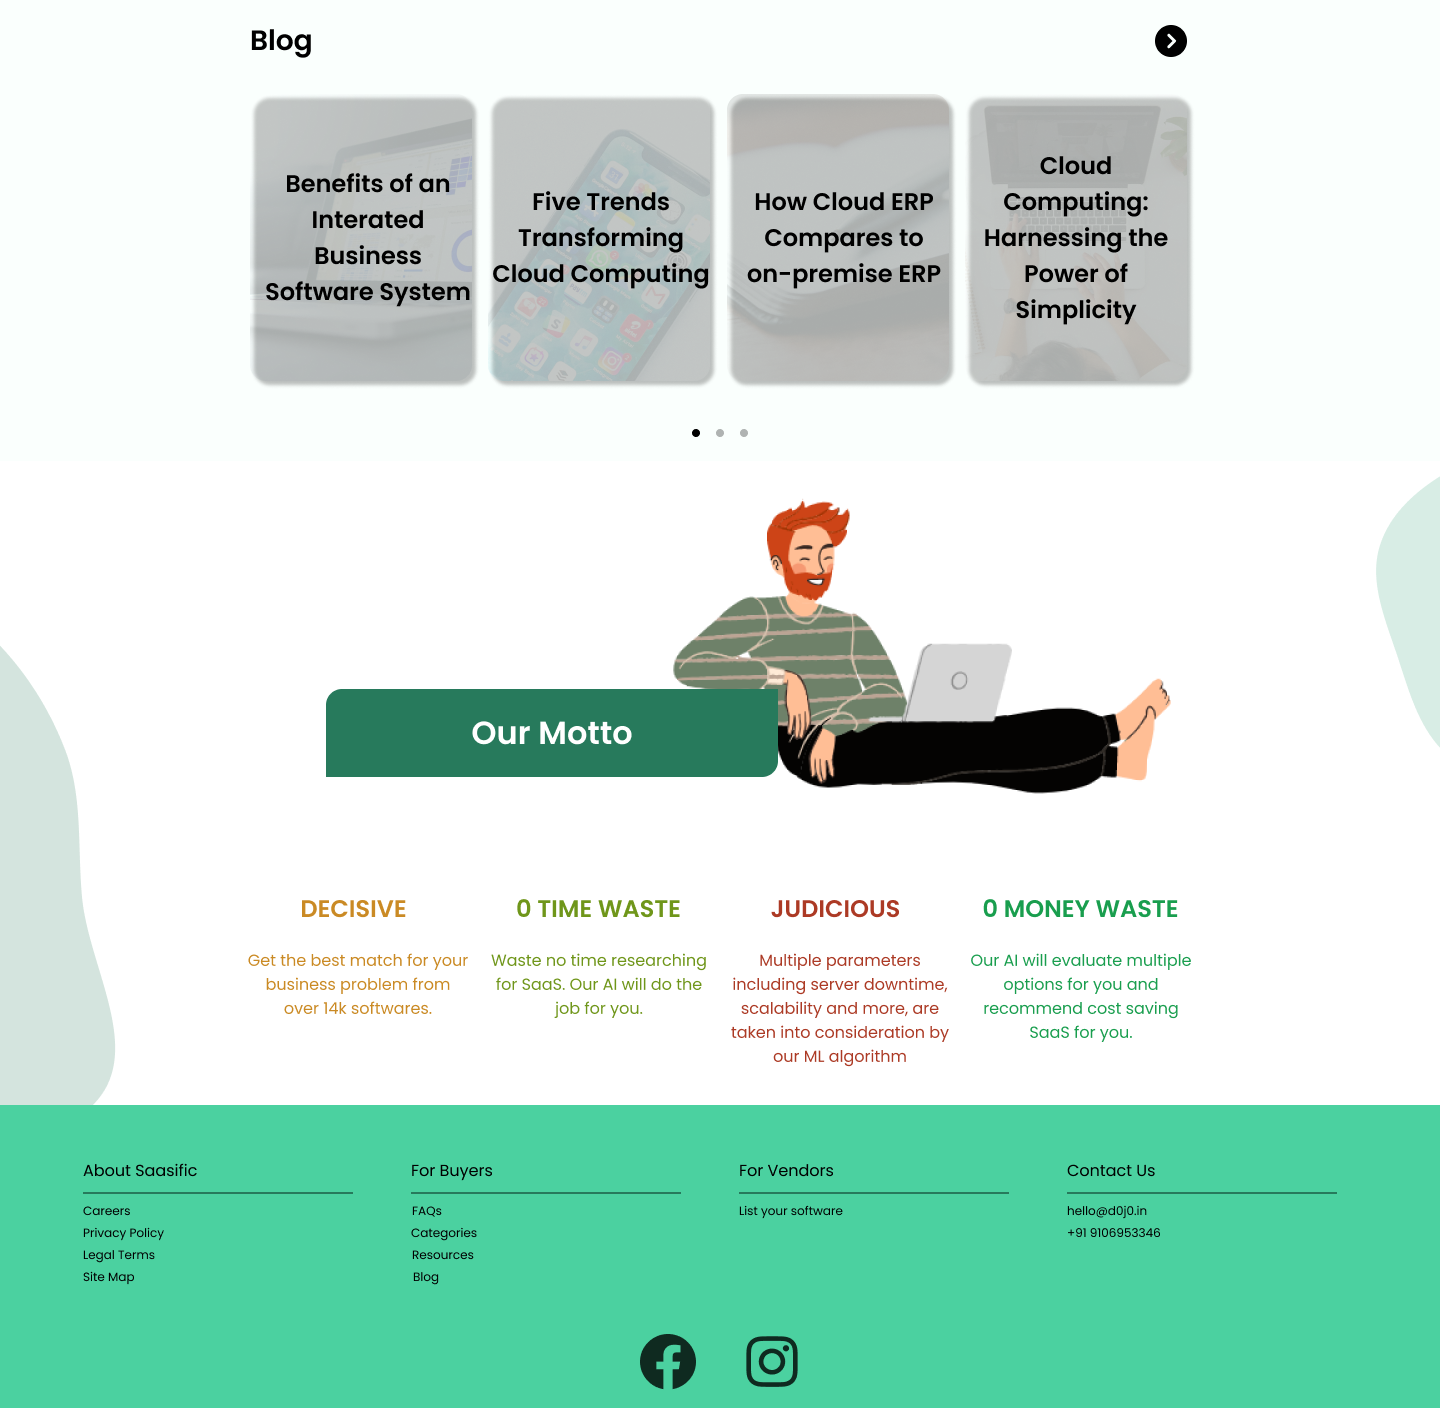 Blog
Benefits of an
Interated
Business
Software System
Five Trends
Transforming
Cloud Computing
How Cloud ERP
Compares to
on-premise ERP
Cloud
Computing:
Harnessing the
Power of
Simplicity
Our Motto
DECISIVE
Get the best match for your
business problem from
over 14k softwares.
0 TIME WASTE
Waste no time researching
for SaaS. Our AI will do the
job for you.
JUDICIOUS
Multiple parameters
including server downtime,
scalability and more, are
taken into consideration by
our ML algorithm
0 MONEY WASTE
Our AI will evaluate multiple
options for you and
recommend cost saving
SaaS for you.
About Saasific
Careers
Privacy Policy
Legal Terms
Site Map
For Buyers
FAQs
Categories
Resources
Blog
For Vendors
List your software
Contact Us
hello@d0j0.in
+91 9106953346